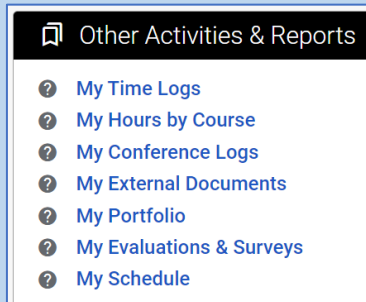 Other Activities & Reports
My Time Logs
My Hours by Course
My Conference Logs
My External Documents
My Portfolio
My Evaluations & Surveys
My Schedule